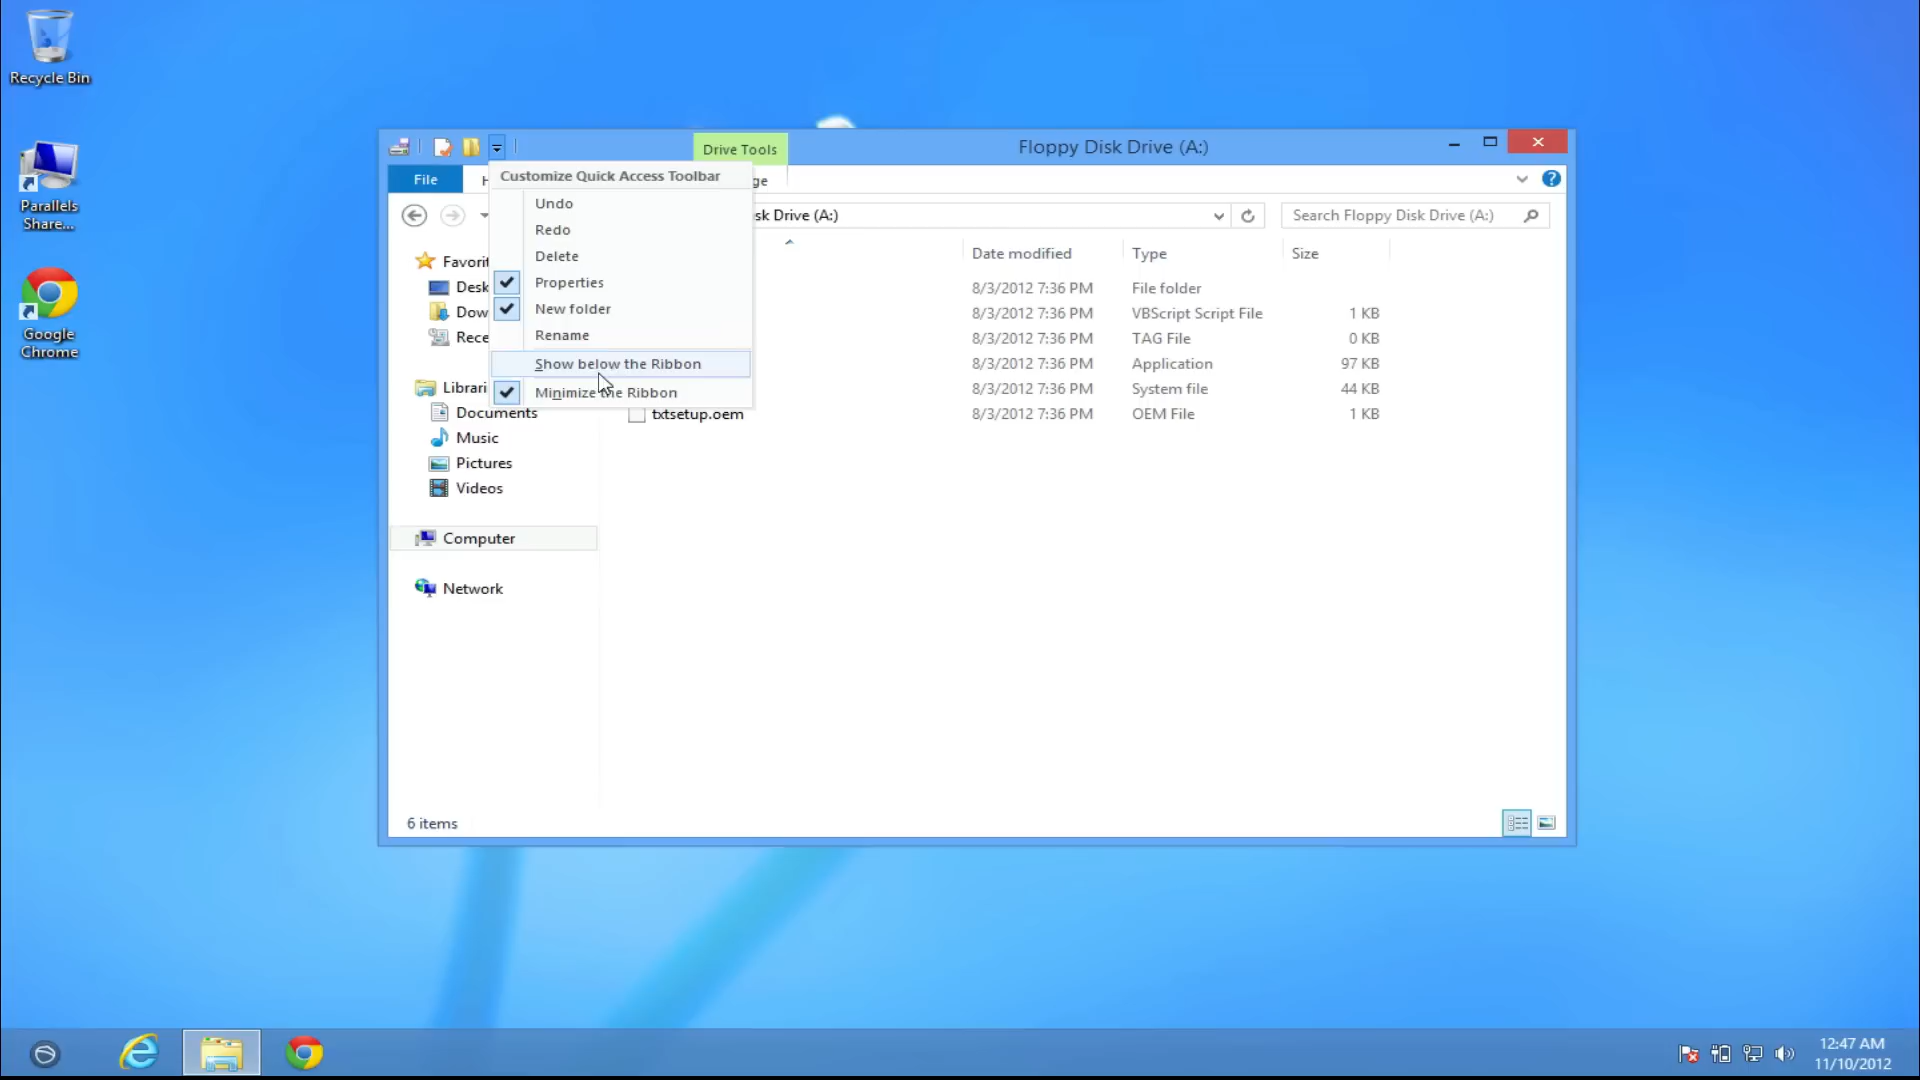 Recycle Bin
Parallels
Share...
Google
Chrome
Drive Tools
Floppy Disk Drive (A:)
File
ge
Customize Quick Access Toolbar
Undo
Redo
Delete
Properties
New folder
Rename
Show below the Ribbon
Minimize the Ribbon
sk Drive (A:)
Search Floppy Disk Drive (A:)
Date modified Type Size
8/3/2012 7:36 PM File folder
8/3/2012 7:36 PM VBScript Script File 1 KB
8/3/2012 7:36 PM TAG File 0 KB
8/3/2012 7:36 PM Application 97 KB
8/3/2012 7:36 PM System file 44 KB
txtsetup.oem 8/3/2012 7:36 PM OEM File 1 KB
Favorit
Desk
Dow
Rece
Librari
Documents
Music
Pictures
Videos
Computer
Network
6 items
12:47 AM
11/10/2012